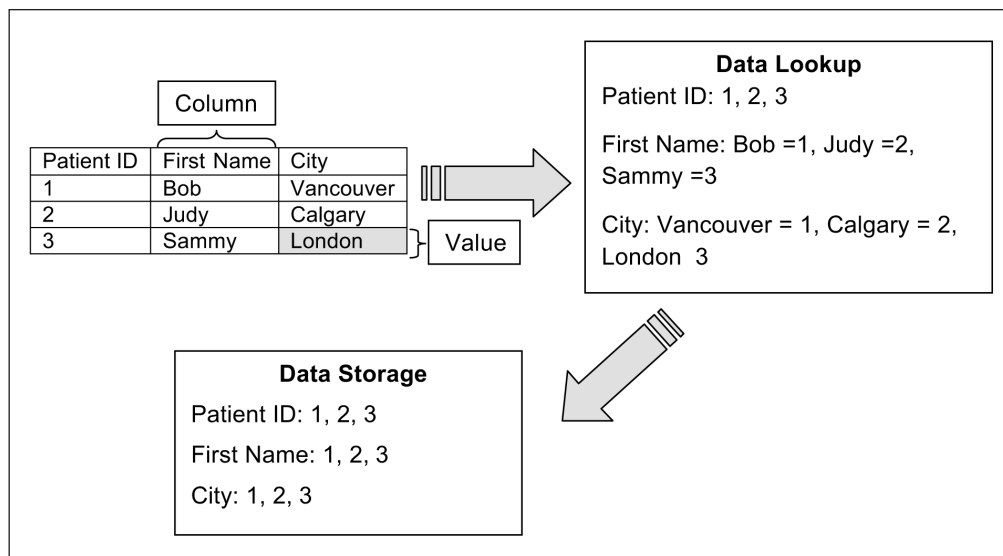 Column
Patient ID First Name City
1 Bob Vancouver
2 Judy Calgary
3 Sammy London
Value
Data Lookup
Patient ID: 1, 2, 3
First Name: Bob =1, Judy =2,
Sammy =3
City: Vancouver = 1, Calgary = 2,
London 3
Data Storage
Patient ID: 1, 2, 3
First Name: 1, 2, 3
City: 1, 2, 3